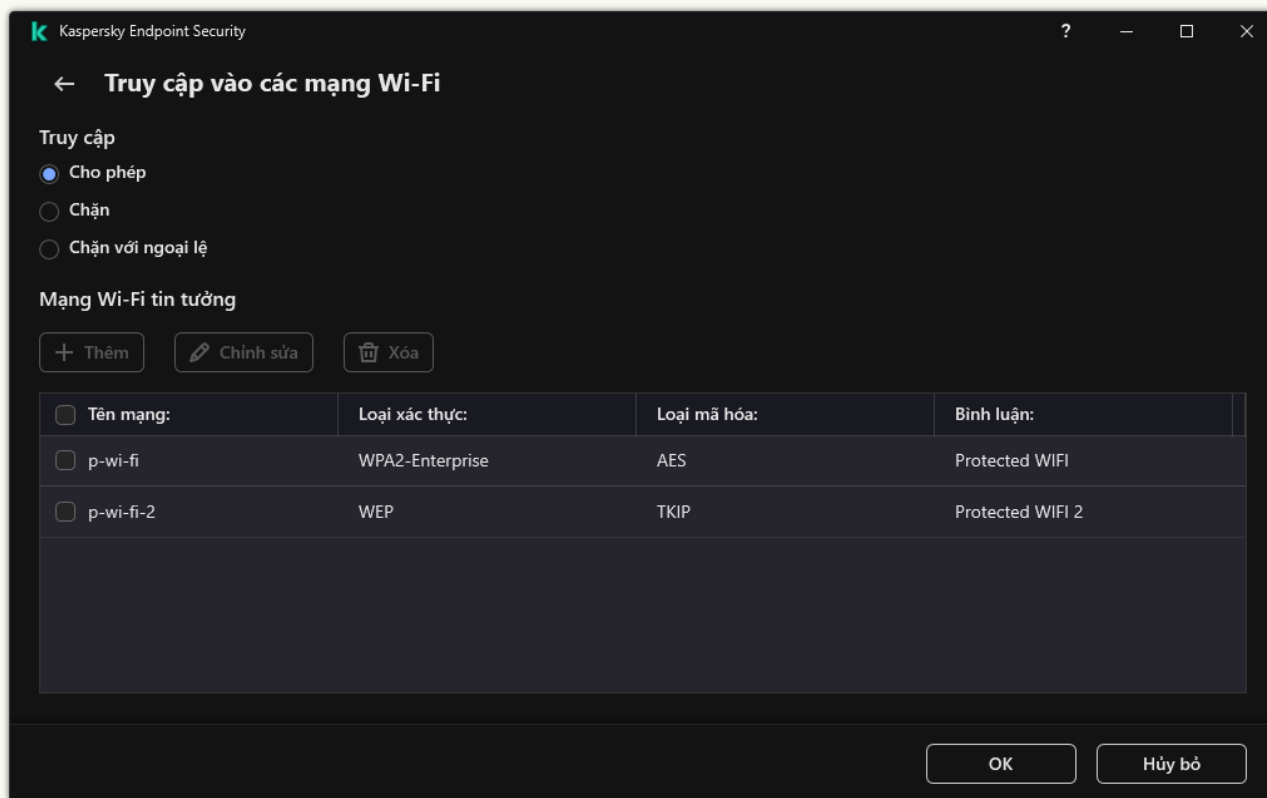 Kaspersky Endpoint Security ?
Truy cập vào các mạng Wi-Fi
Truy cập
Cho phép
Chặn
Chặn với ngoại lệ
Mạng Wi-Fi tin tưởng
Thêm Chỉnh sửa Xóa
Tên mạng: Loại xác thực: Loại mã hóa: Bình luận:
p-wi-fi WPA2-Enterprise AES Protected WIFI
p-wi-fi-2 WEP TKIP Protected WIFI 2
OK Hủy bỏ